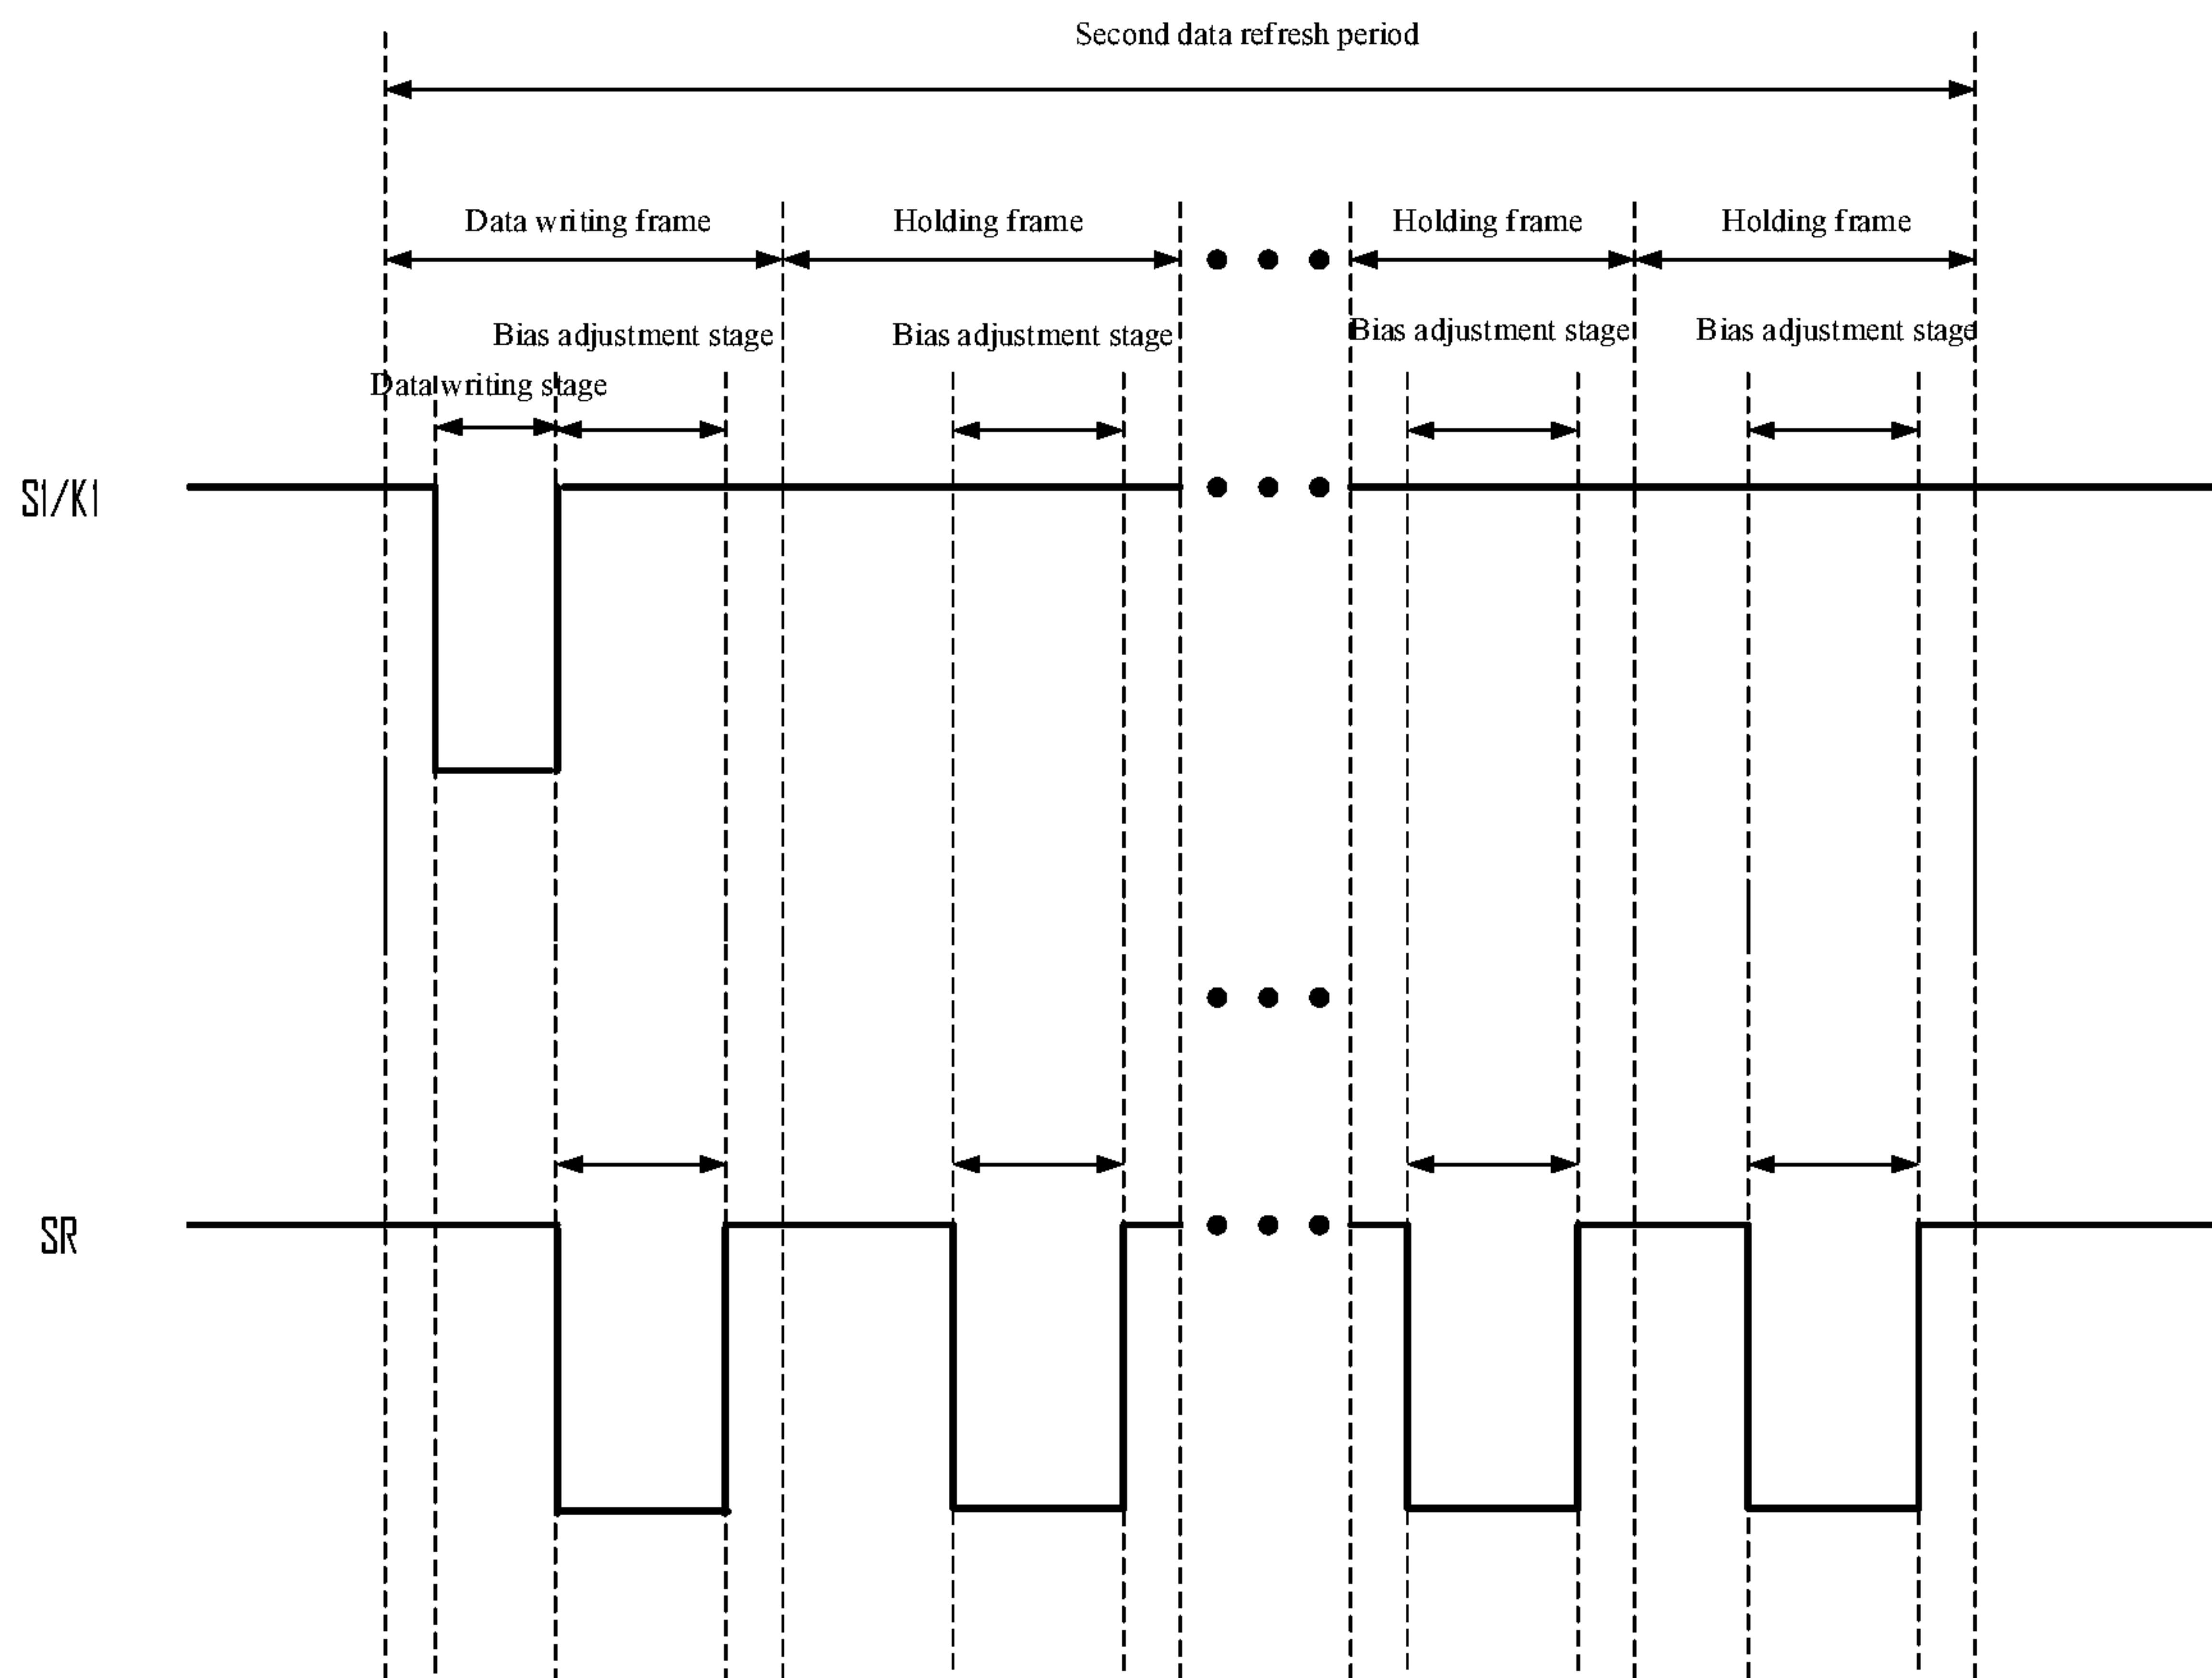 Second data refresh period
Data writing frame
Holding frame
Holding frame
Holding frame
Bias adjustment stage
Bias adjustment stage
Bias adjustment stage
Bias adjustment stage
Data writing stage
S1/K1
SR